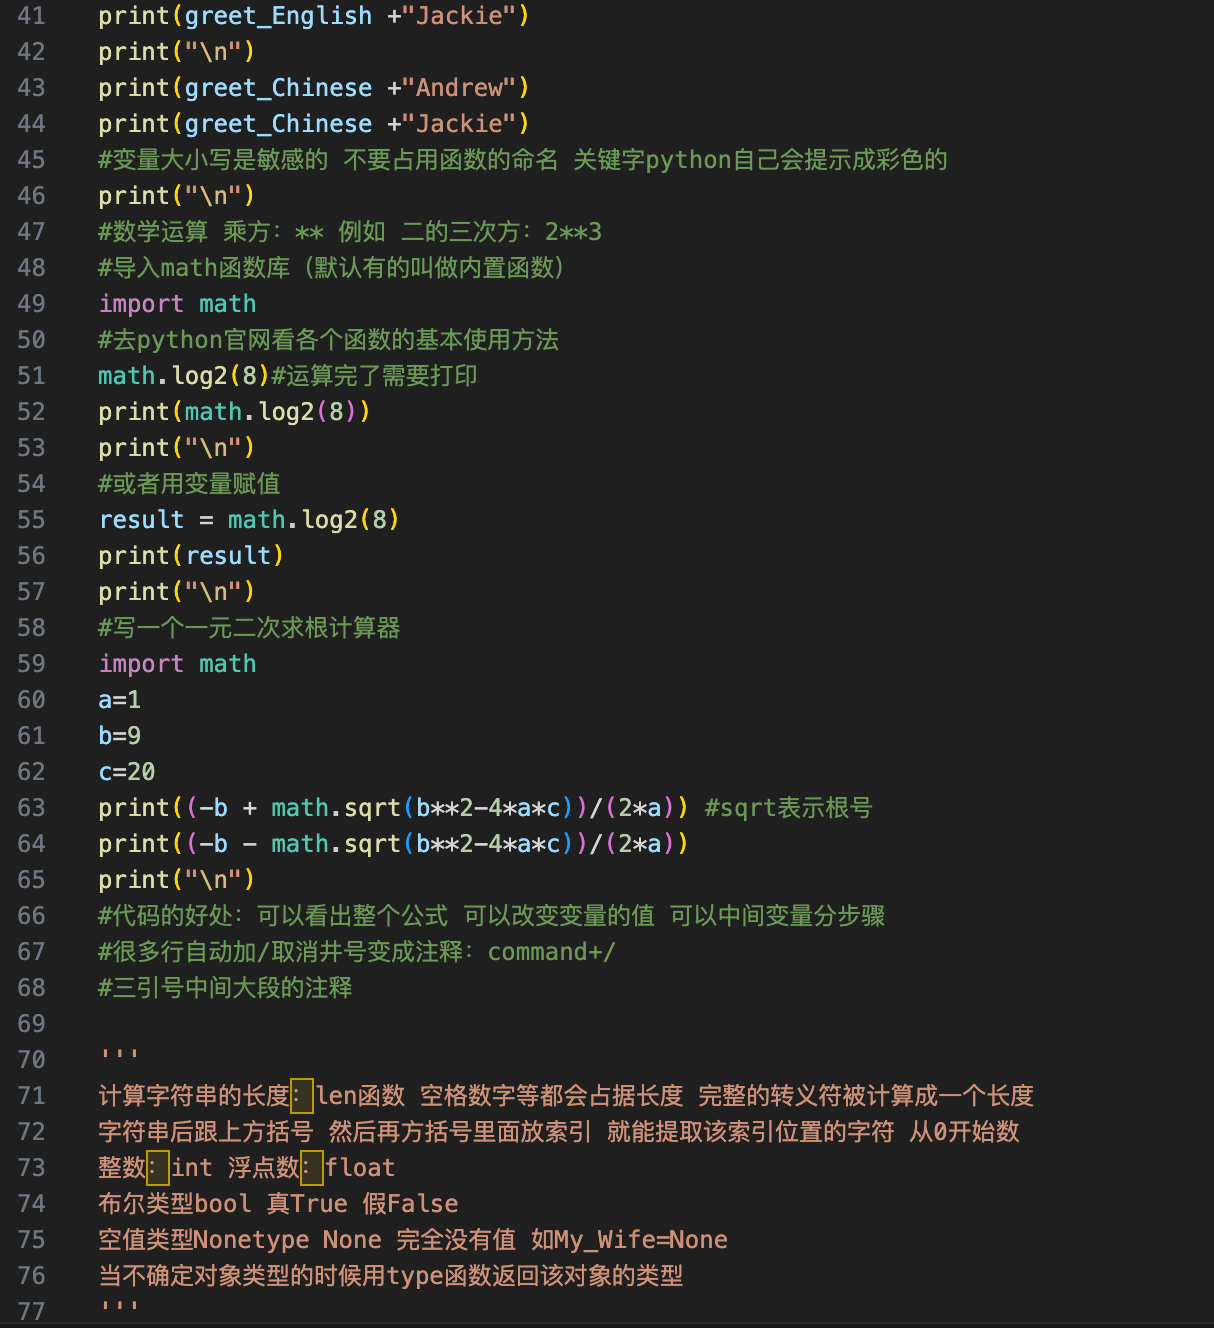 41 print(greet_English +"Jackie")
42 print("\n")
43 print(greet_Chinese +"Andrew")
44 print(greet_Chinese +"Jackie")
45 #变量大小写是敏感的 不要占用函数的命名 关键字python自己会提示成彩色的
46 print("\n")
47 #数学运算 乘方：** 例如 二的三次方：2**3
48 #导入math函数库（默认有的叫做内置函数）
49 import math
50 #去python官网看各个函数的基本使用方法
51 math.log2(8)#运算完了需要打印
52 print(math.log2(8))
53 print("\n")
54 #或者用变量赋值
55 result = math.log2(8)
56 print(result)
57 print("\n")
58 #写一个一元二次求根计算器
59 import math
60 a=1
61 b=9
62 c=20
63 print((-b + math.sqrt(b**2-4*a*c))/(2*a)) #sqrt表示根号
64 print((-b - math.sqrt(b**2-4*a*c))/(2*a))
65 print("\n")
66 #代码的好处：可以看出整个公式 可以改变变量的值 可以中间变量分步骤
67 #很多行自动加/取消井号变成注释：command+/
68 #三引号中间大段的注释
69
70 '''
71 计算字符串的长度：len函数 空格数字等都会占据长度 完整的转义符被计算成一个长度
72 字符串后跟上方括号 然后再方括号里面放索引 就能提取该索引位置的字符 从0开始数
73 整数：int 浮点数：float
74 布尔类型bool 真True 假False
75 空值类型Nonetype None 完全没有值 如My_Wife=None
76 当不确定对象类型的时候用type函数返回该对象的类型
77 '''